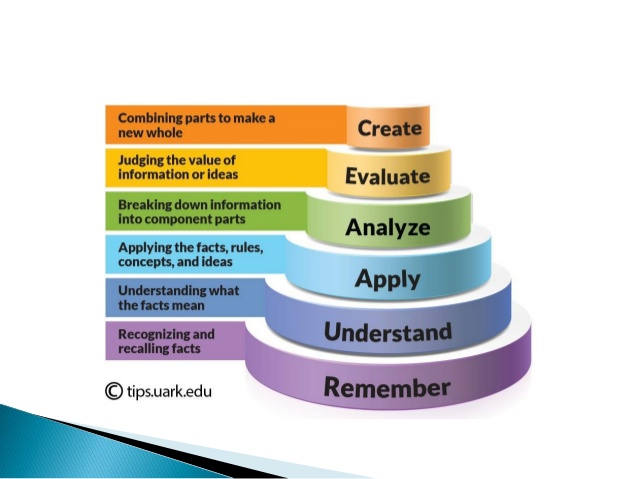 Combining parts to make a
new whole
Create
Judging the value of
information or ideas
Evaluate
Breaking down information
into component parts
Analyze
Applying the facts, rules,
concepts, and ideas
Apply
Understanding what
the facts mean
Understand
Recognizing and
recalling facts
Remember
© tips.uark.edu